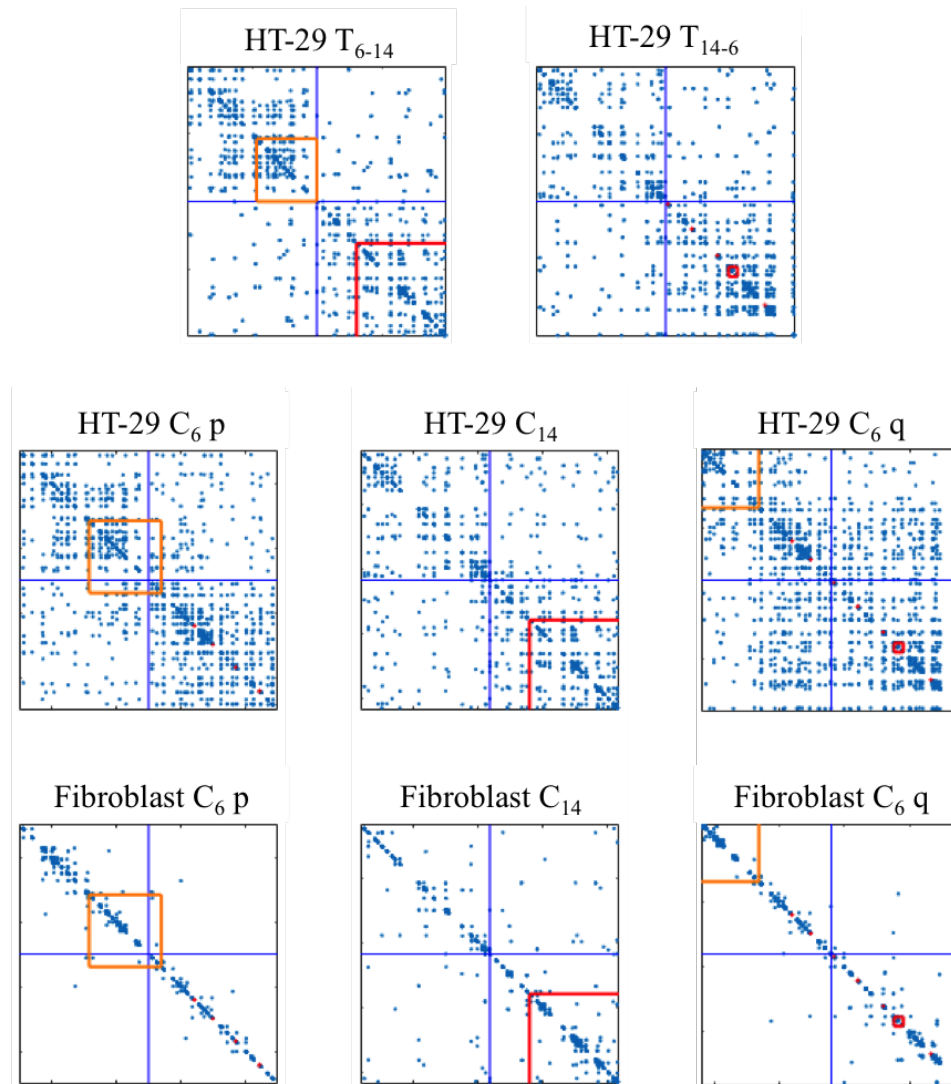 HT-29 T₆₋₁₄
HT-29 T₁₄₋₆
HT-29 C₆ p
HT-29 C₁₄
HT-29 C₆ q
Fibroblast C₆ p
Fibroblast C₁₄
Fibroblast C₆ q